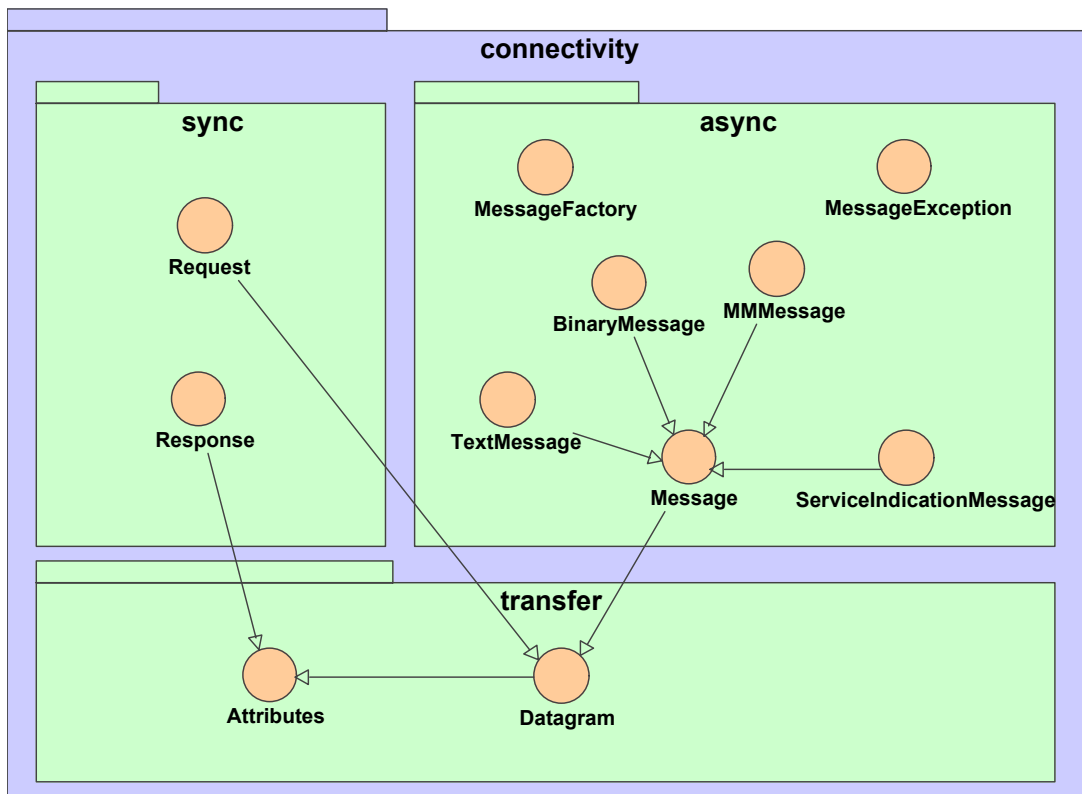 connectivity
sync
async
MessageFactory
MessageException
Request
BinaryMessage
MMMessage
Response
TextMessage
Message
ServiceIndicationMessage
transfer
Attributes
Datagram